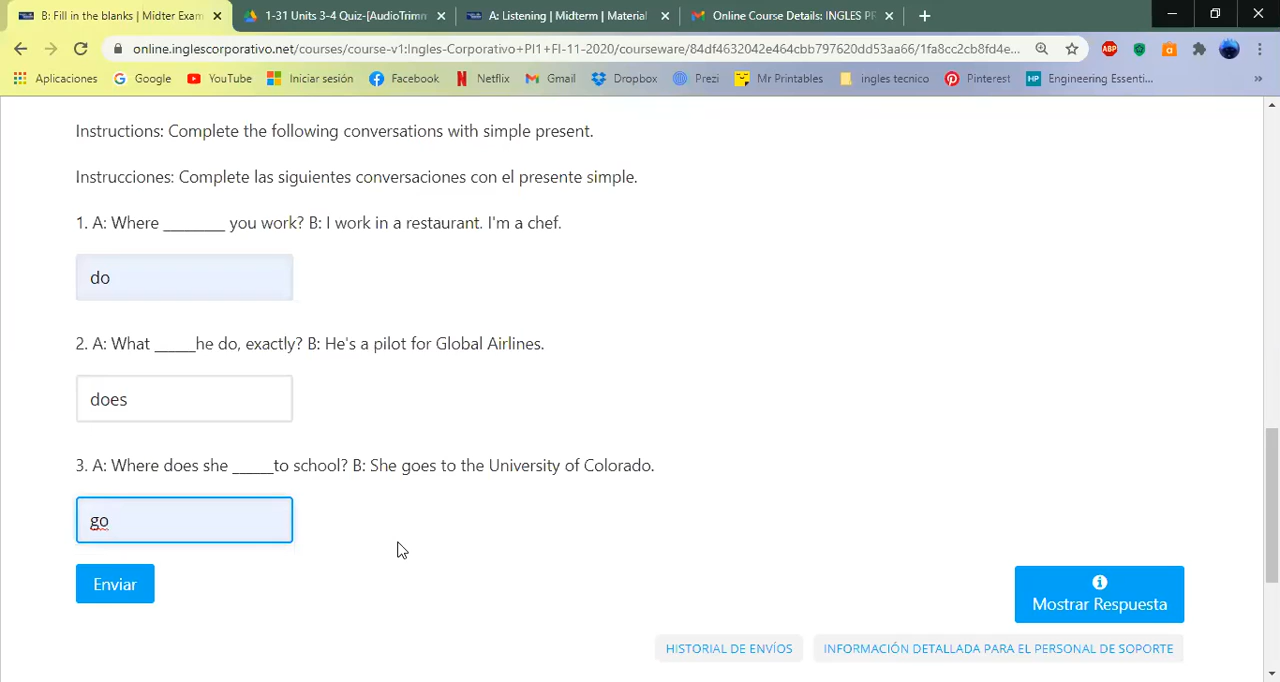 B: Fill in the blanks | Midter Exam
1-31 Units 3-4 Quiz-[AudioTrimm
A: Listening | Midterm | Material
Online Course Details: INGLES PR
online.inglescorporativo.net/courses/course-v1:Ingles-Corporativo+PI1+FI-11-2020/courseware/84df4632042e464cbb797620dd53aa66/1fa8cc2cb8fd4e...
ABP
Aplicaciones
Google
YouTube
Iniciar sesión
Facebook
Netflix
Gmail
Dropbox
Prezi
Mr Printables
ingles tecnico
Pinterest
HP
Engineering Essenti...
»
Instructions: Complete the following conversations with simple present.
Instrucciones: Complete las siguientes conversaciones con el presente simple.
1. A: Where ________ you work? B: I work in a restaurant. I'm a chef.
do
2. A: What _____he do, exactly? B: He's a pilot for Global Airlines.
does
3. A: Where does she _____to school? B: She goes to the University of Colorado.
go
Enviar
Mostrar Respuesta
HISTORIAL DE ENVÍOS
INFORMACIÓN DETALLADA PARA EL PERSONAL DE SOPORTE